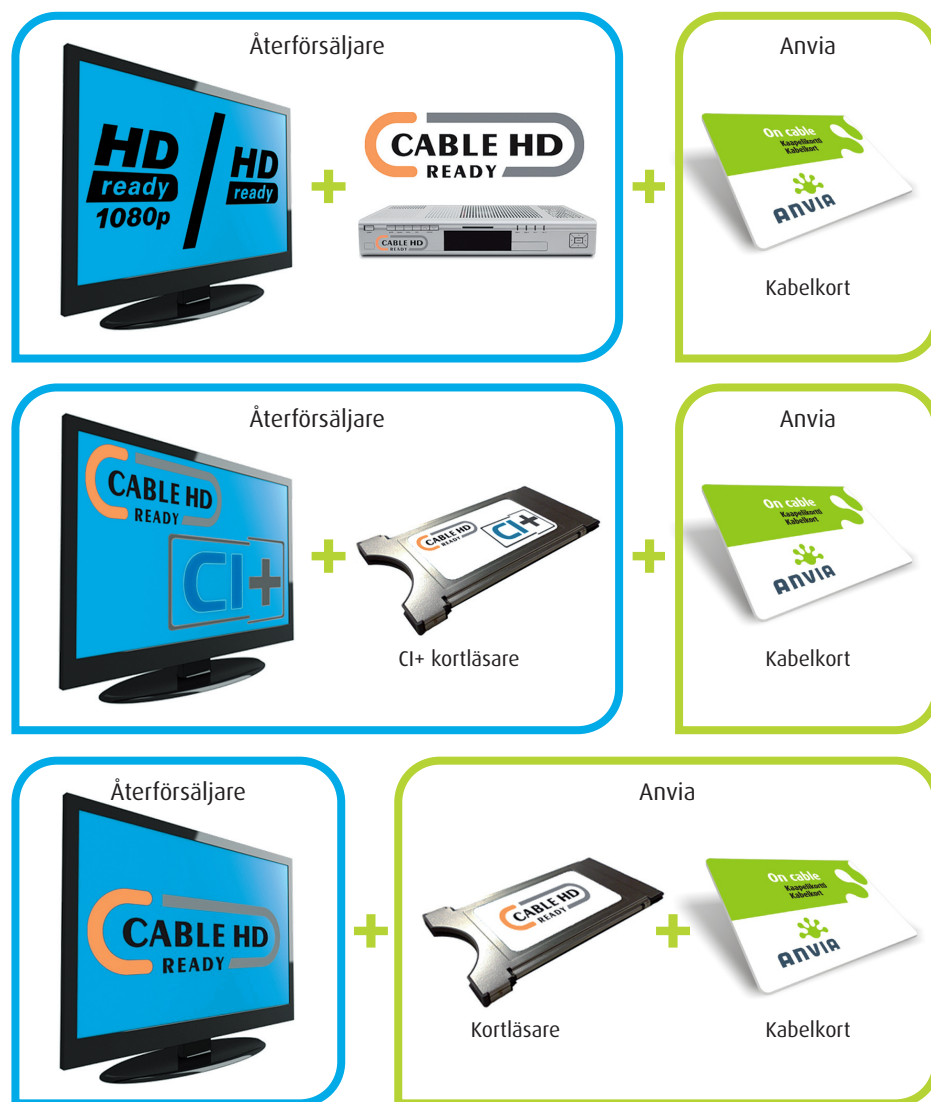 Återförsäljare
Anvia
HD
ready
1080p
HD
ready
CABLE HD
READY
CABLE HD
READY
On cable
Kaapelikortti
Kabelkort
ANVIA
Kabelkort
Återförsäljare
Anvia
CABLE HD
READY
CI+
CABLE HD
READY
CI+
On cable
Kaapelikortti
Kabelkort
ANVIA
CI+ kortläsare
Kabelkort
Återförsäljare
Anvia
CABLE HD
READY
CABLE HD
READY
On cable
Kaapelikortti
Kabelkort
ANVIA
Kortläsare
Kabelkort